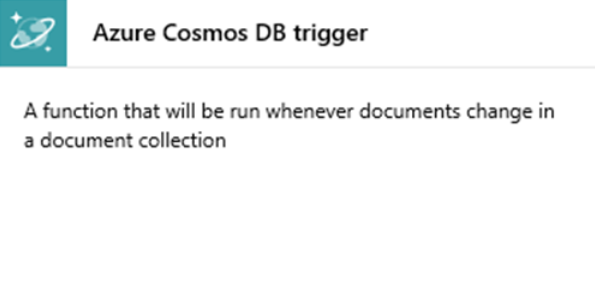 Azure Cosmos DB trigger
A function that will be run whenever documents change in
a document collection